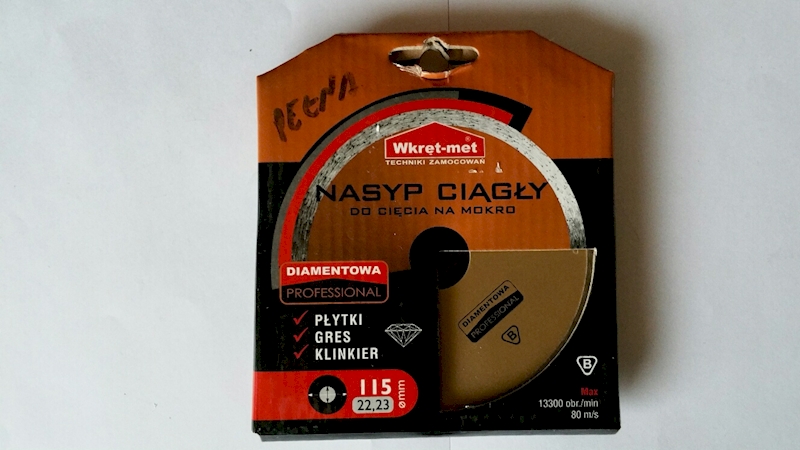 PEŁNA
Wkręt-met®
TECHNIKI ZAMOCOWAŃ
NASYP CIĄGŁY
DO CIĘCIA NA MOKRO
DIAMENTOWA
PROFESSIONAL
PŁYTKI
GRES
KLINKIER
DIAMENTOWA
PROFESSIONAL
B
115
22,23
ømm
B
Max
13300 obr./min
80 m/s